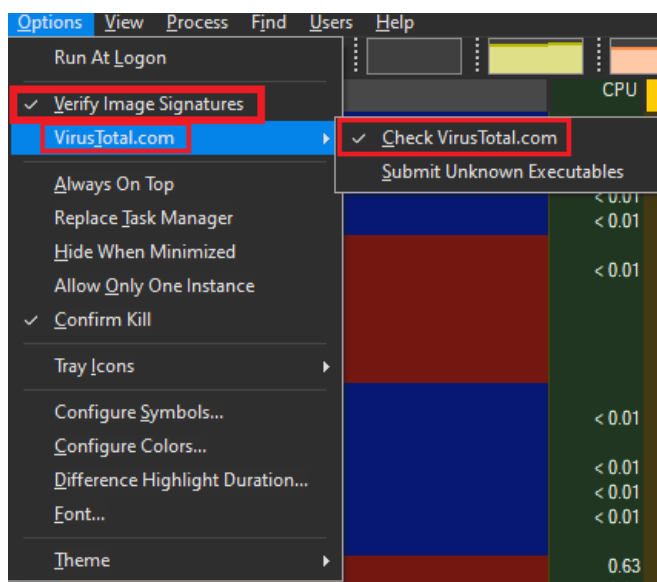 Options View Process Find Users Help
Run At Logon
CPU
Verify Image Signatures
VirusTotal.com
Check VirusTotal.com
Submit Unknown Executables
Always On Top
< 0.01
Replace Task Manager
< 0.01
Hide When Minimized
< 0.01
Allow Only One Instance
Confirm Kill
Tray Icons
Configure Symbols...
< 0.01
Configure Colors...
< 0.01
Difference Highlight Duration...
< 0.01
Font...
< 0.01
Theme
0.63